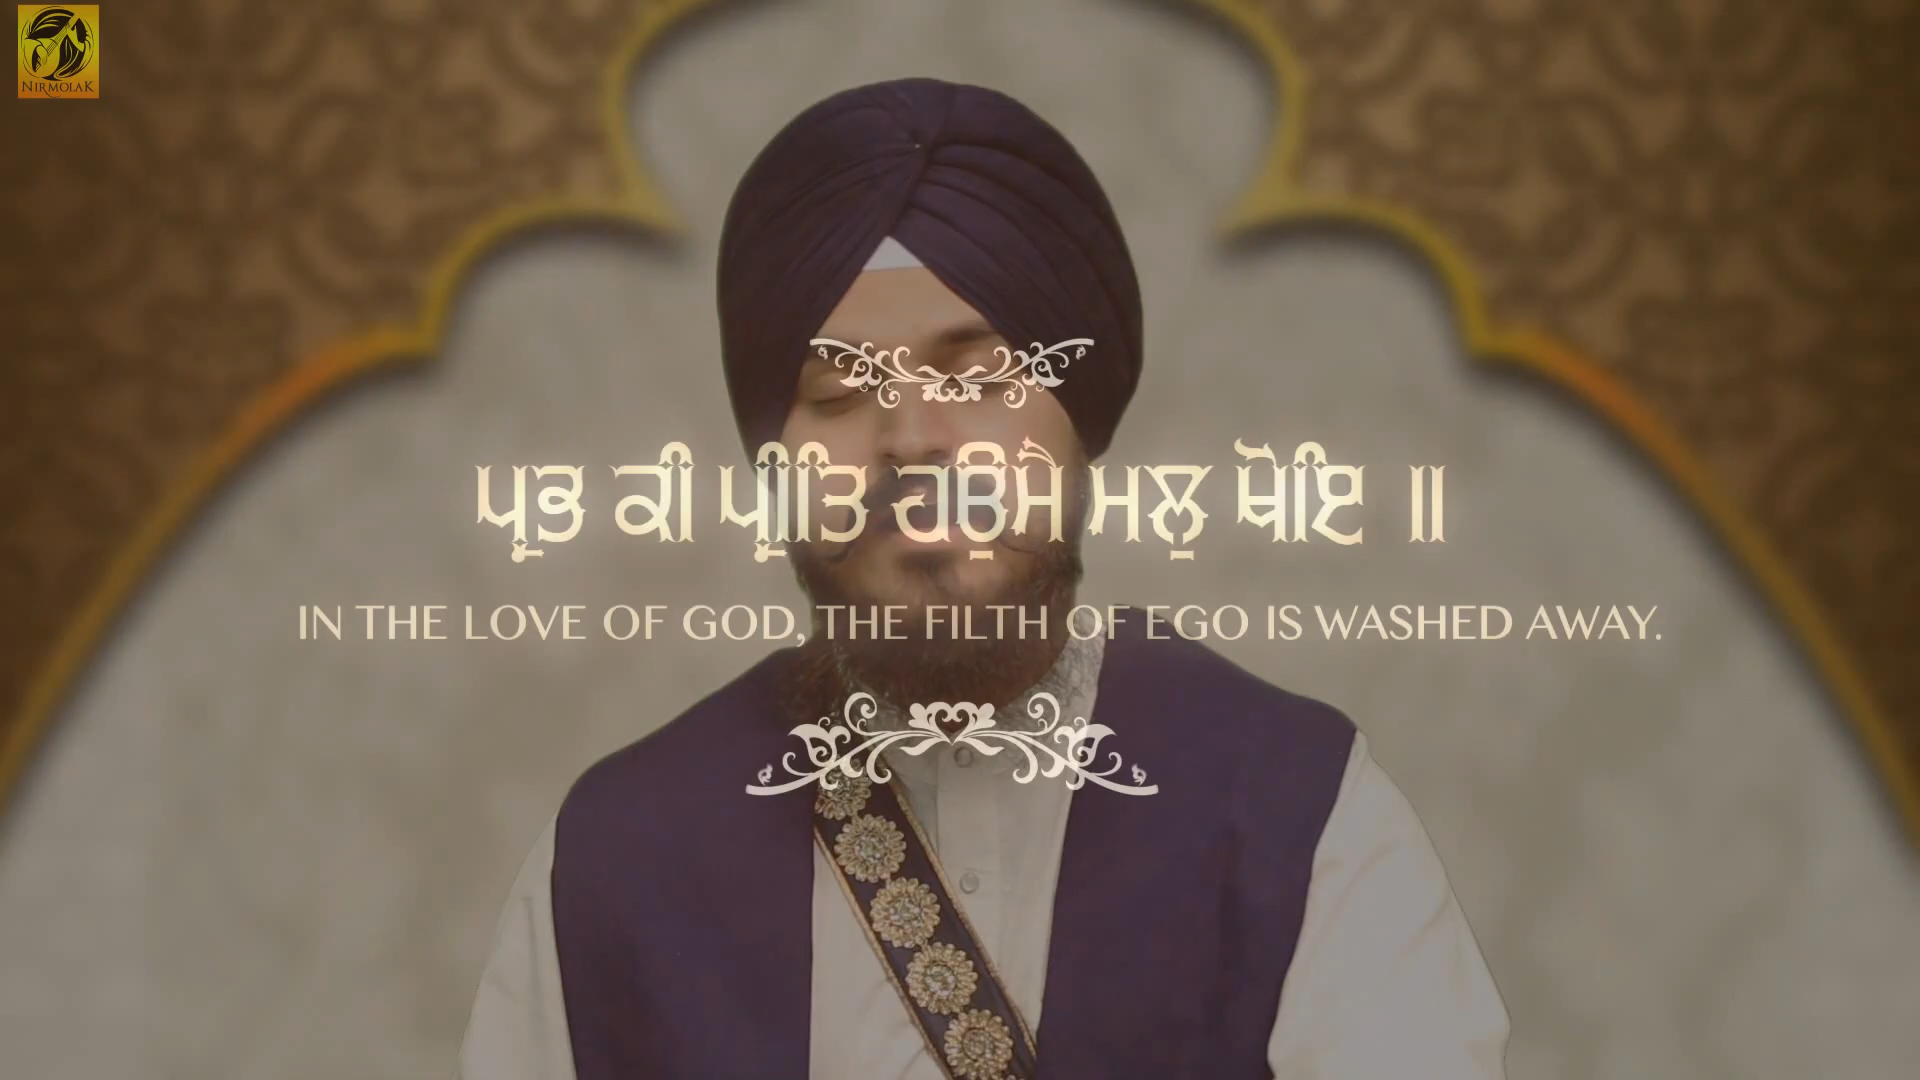 NIRMOLAK
ਪ੍ਰਭ ਕੀ ਪ੍ਰੀਤਿ ਹਉਮੈ ਮਲੁ ਖੋਇ ॥
IN THE LOVE OF GOD, THE FILTH OF EGO IS WASHED AWAY.